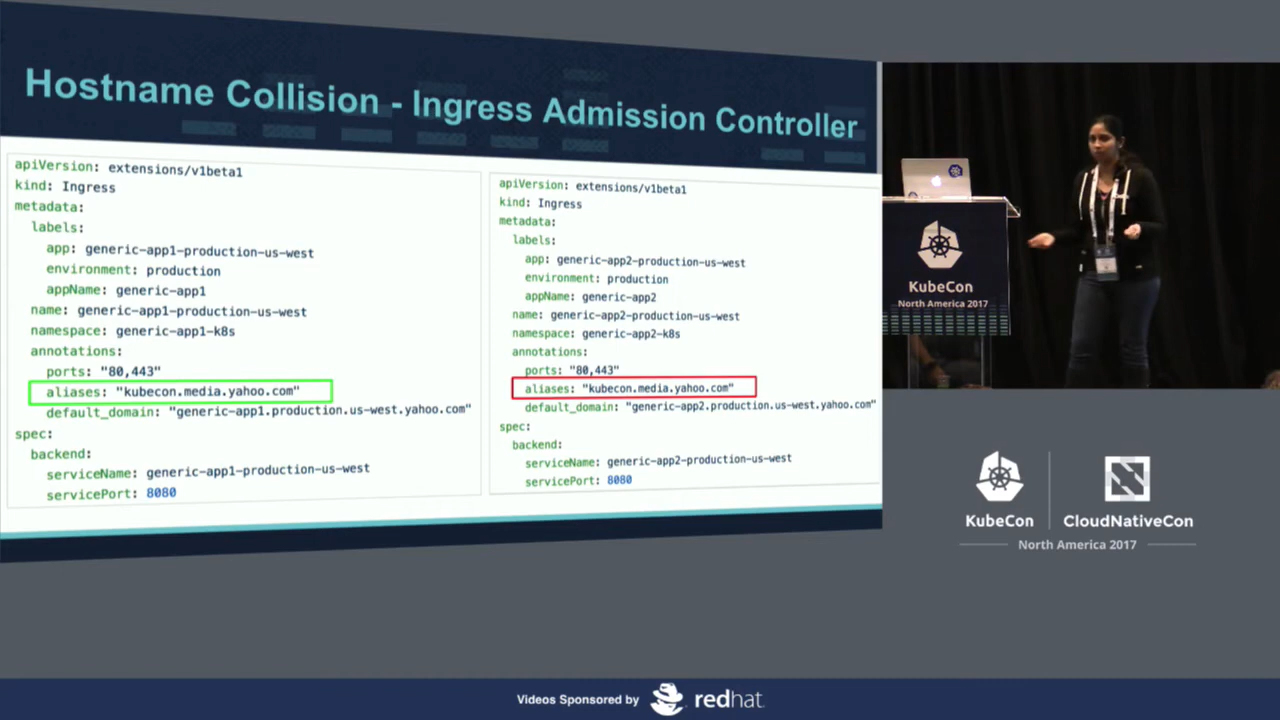 Hostname Collision - Ingress Admission Controller
apiVersion: extensions/v1beta1
kind: Ingress
metadata:
labels:
app: generic-app1-production-us-west
environment: production
appName: generic-app1
name: generic-app1-production-us-west
namespace: generic-app1-k8s
annotations:
ports: "80,443"
aliases: "kubecon.media.yahoo.com"
default_domain: "generic-app1.production.us-west.yahoo.com"
spec:
backend:
serviceName: generic-app1-production-us-west
servicePort: 8080
apiVersion: extensions/v1beta1
kind: Ingress
metadata:
labels:
app: generic-app2-production-us-west
environment: production
appName: generic-app2
name: generic-app2-production-us-west
namespace: generic-app2-k8s
annotations:
ports: "80,443"
aliases: "kubecon.media.yahoo.com"
default_domain: "generic-app2.production.us-west.yahoo.com"
spec:
backend:
serviceName: generic-app2-production-us-west
servicePort: 8080
KubeCon
North America 2017
KubeCon
CloudNativeCon
North America 2017
Videos Sponsored by
redhat.